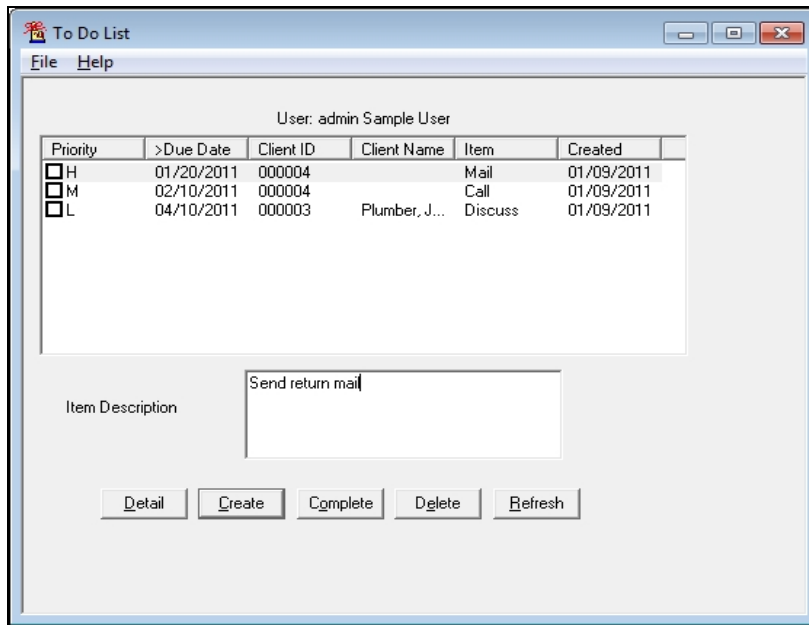 To Do List
File Help
User: admin Sample User
Priority >Due Date Client ID Client Name Item Created
H 01/20/2011 000004 Mail 01/09/2011
M 02/10/2011 000004 Call 01/09/2011
L 04/10/2011 000003 Plumber, J... Discuss 01/09/2011
Send return mail
Item Description
Detail Create Complete Delete Refresh